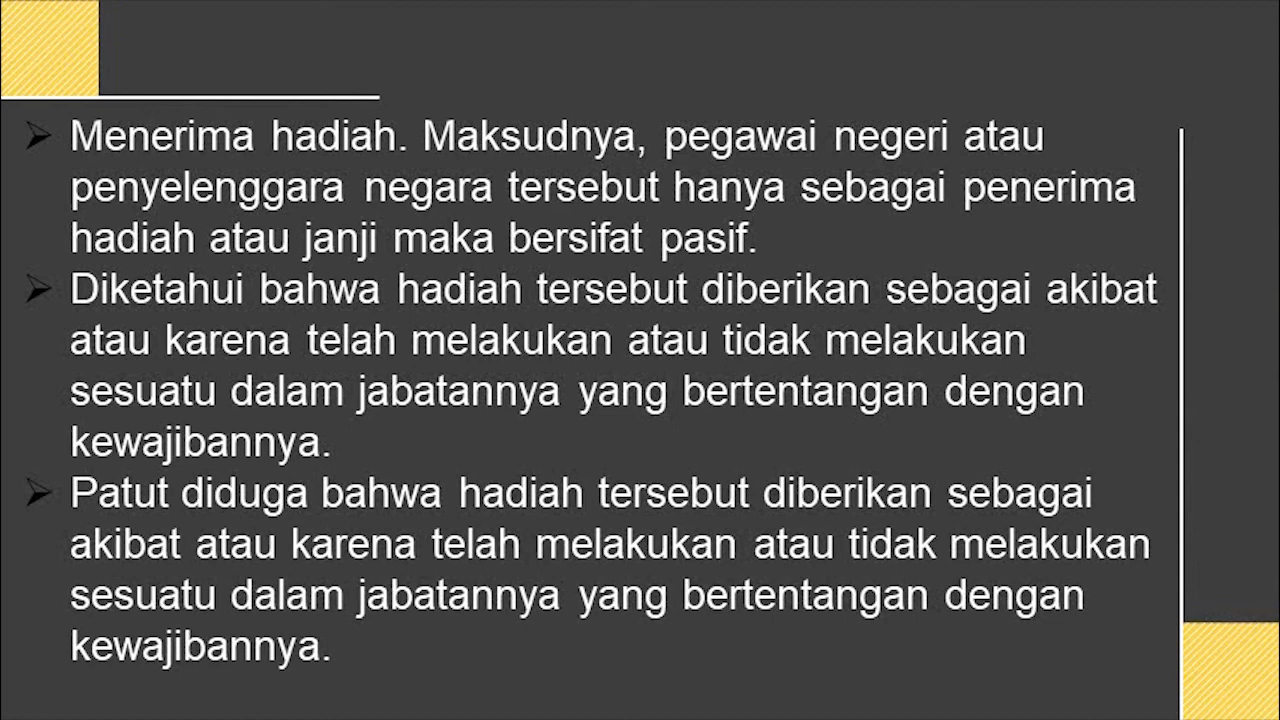 ➢ Menerima hadiah. Maksudnya, pegawai negeri atau
penyelenggara negara tersebut hanya sebagai penerima
hadiah atau janji maka bersifat pasif.
➢ Diketahui bahwa hadiah tersebut diberikan sebagai akibat
atau karena telah melakukan atau tidak melakukan
sesuatu dalam jabatannya yang bertentangan dengan
kewajibannya.
➢ Patut diduga bahwa hadiah tersebut diberikan sebagai
akibat atau karena telah melakukan atau tidak melakukan
sesuatu dalam jabatannya yang bertentangan dengan
kewajibannya.